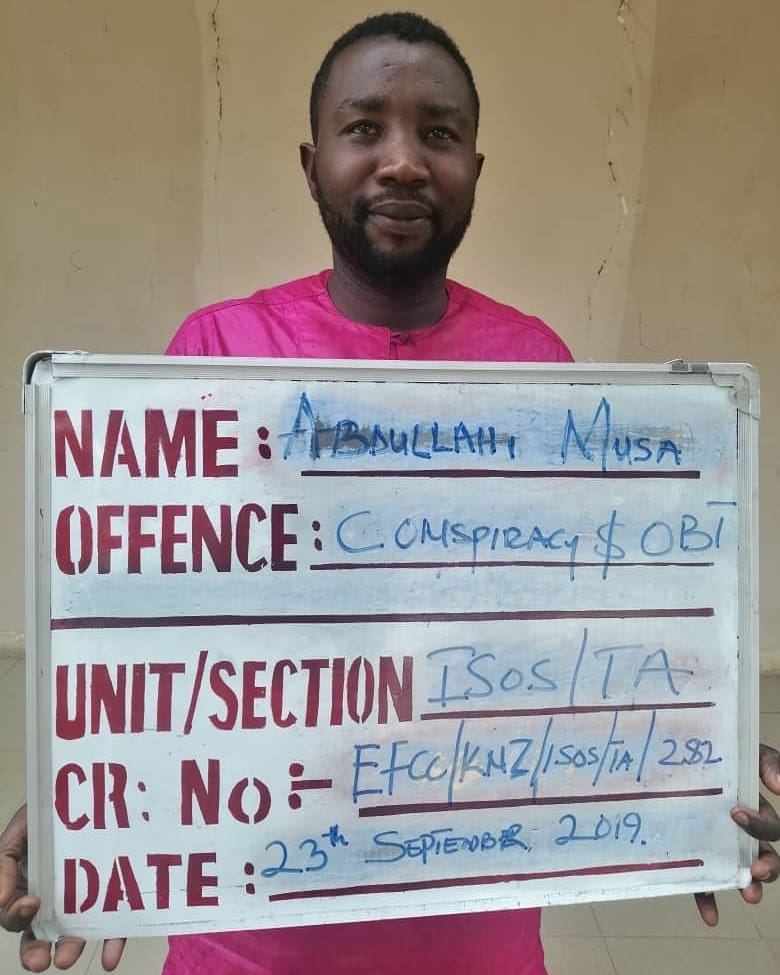 NAME: ABDULLAHI MUSA
OFFENCE: CONSPIRACY $ OBT
UNIT/SECTION ISOS/TA
CR: No:- EFCC/KNZ/ISOS/TA/282
DATE: 23th SEPTEMBER 2019.